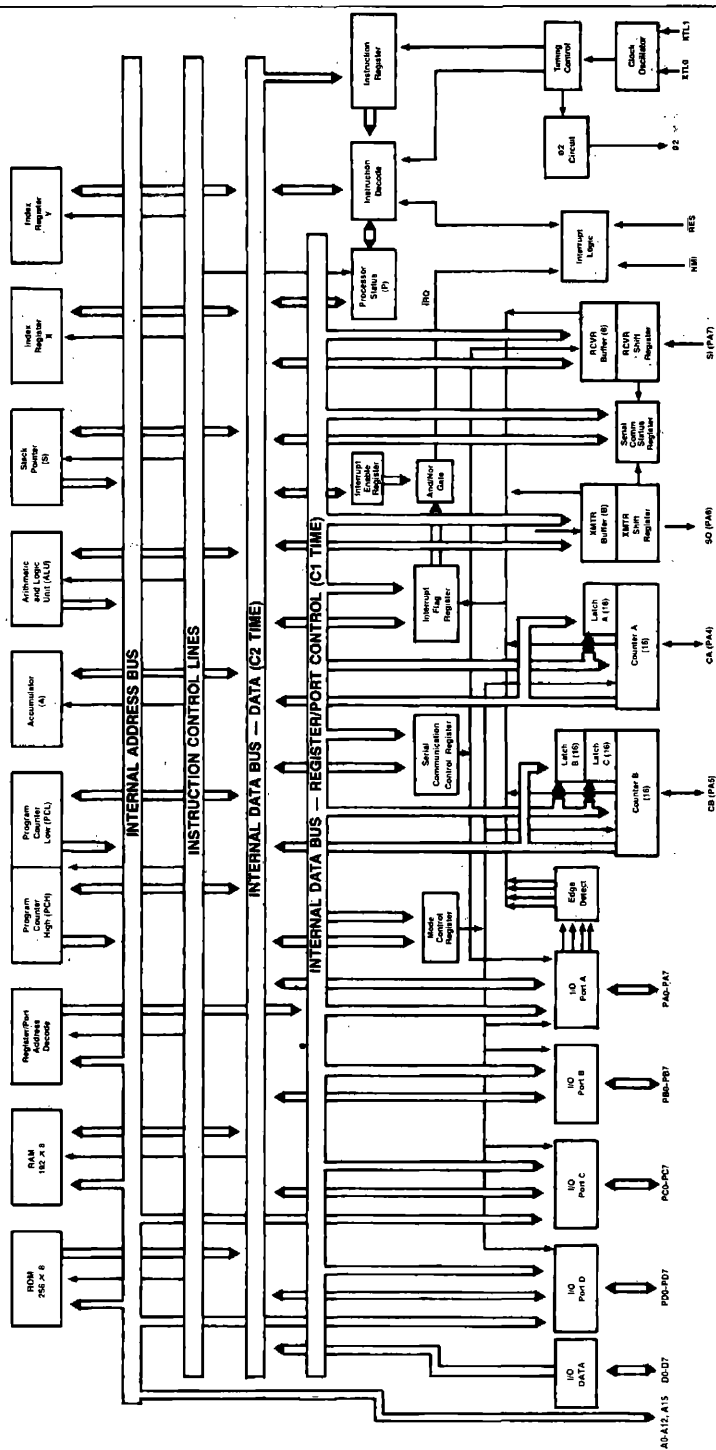 ROM
256 × 8
RAM
192 × 8
Register/Port
Address
Decode
Program
Counter
High (PCH)
Program
Counter
Low (PCL)
Accumulator
(A)
Arithmetic
and Logic
Unit (ALU)
Stack
Pointer
(S)
Index
Register
X
Index
Register
Y
INTERNAL ADDRESS BUS
INSTRUCTION CONTROL LINES
INTERNAL DATA BUS — DATA (C2 TIME)
INTERNAL DATA BUS — REGISTER/PORT CONTROL (C1 TIME)
Processor
Status
(P)
Instruction
Decode
Instruction
Register
Mode
Control
Register
Serial
Communication
Control Register
Interrupt
Flag
Register
Interrupt
Enable
Register
And/Nor
Gate
IRQ
Interrupt
Logic
Timing
Control
Ø2
Circuit
Clock
Oscillator
I/O
DATA
I/O
Port D
I/O
Port C
I/O
Port B
I/O
Port A
Edge
Detect
Latch
B (16)
Latch
C (16)
Counter B
(16)
Latch
A (16)
Counter A
(16)
XMTR
Buffer (8)
XMTR
Shift
Register
Serial
Comm
Status
Register
RCVR
Buffer (8)
RCVR
Shift
Register
A0-A12, A15
D0-D7
PD0-PD7
PC0-PC7
PB0-PB7
PA0-PA7
CB (PA5)
CA (PA4)
SO (PA6)
SI (PA7)
NMI
RES
Ø2
XTL0
XTL1